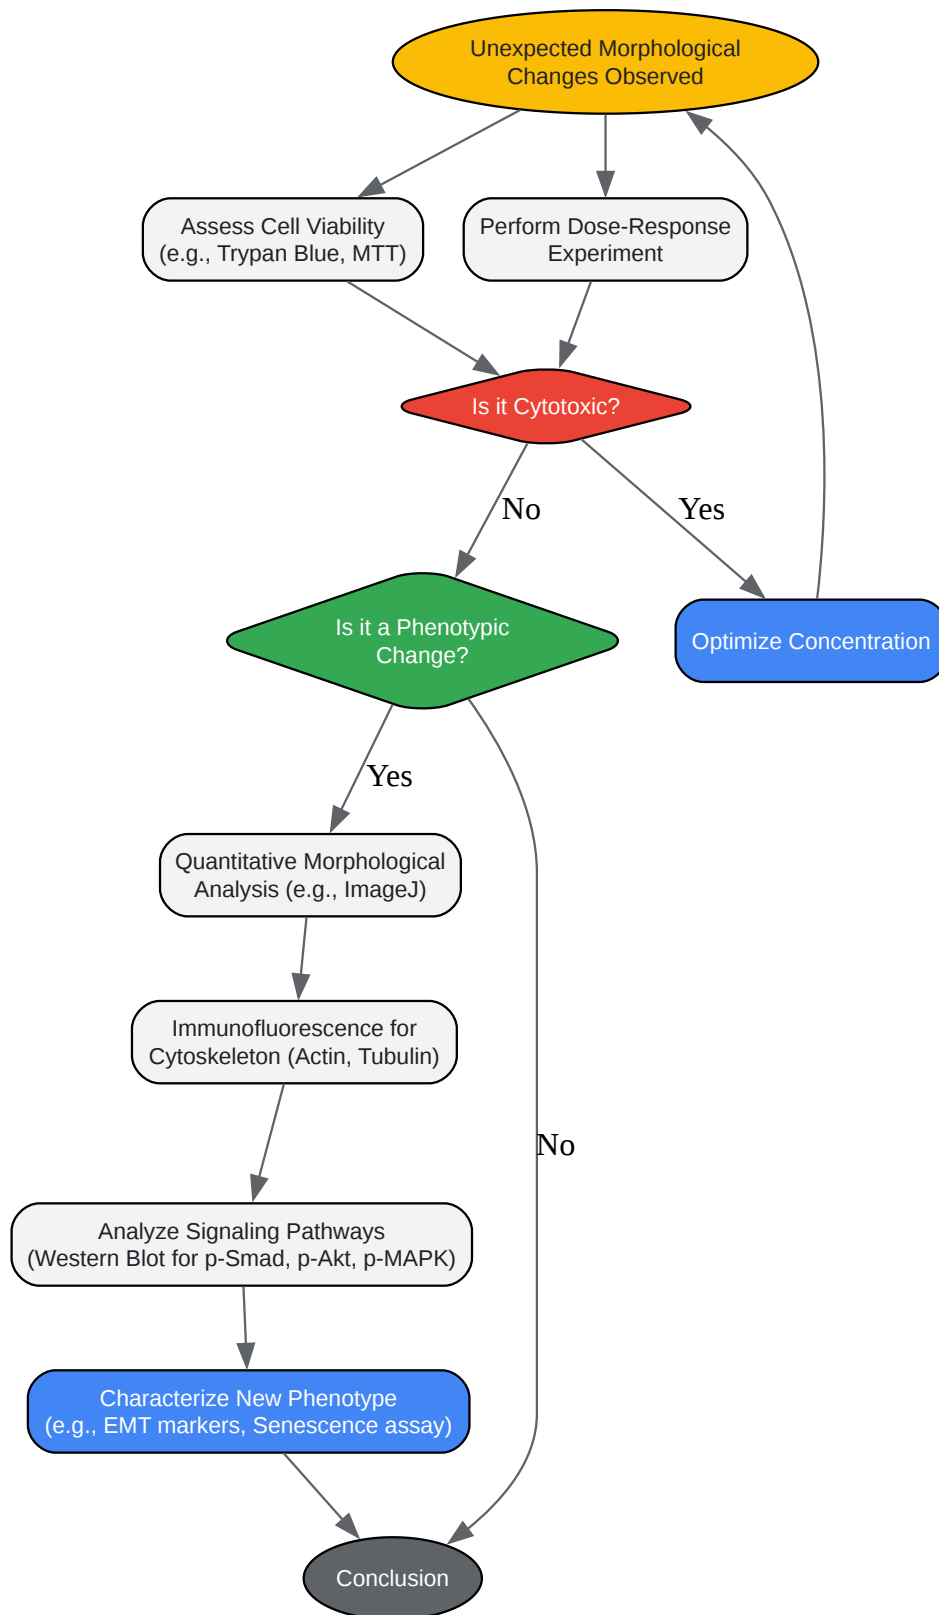 Unexpected Morphological
Changes Observed
Assess Cell Viability
(e.g., Trypan Blue, MTT)
Perform Dose-Response
Experiment
Is it Cytotoxic?
No
Yes
Is it a Phenotypic
Change?
Optimize Concentration
Yes
Quantitative Morphological
Analysis (e.g., ImageJ)
Immunofluorescence for
Cytoskeleton (Actin, Tubulin)
No
Analyze Signaling Pathways
(Western Blot for p-Smad, p-Akt, p-MAPK)
Characterize New Phenotype
(e.g., EMT markers, Senescence assay)
Conclusion